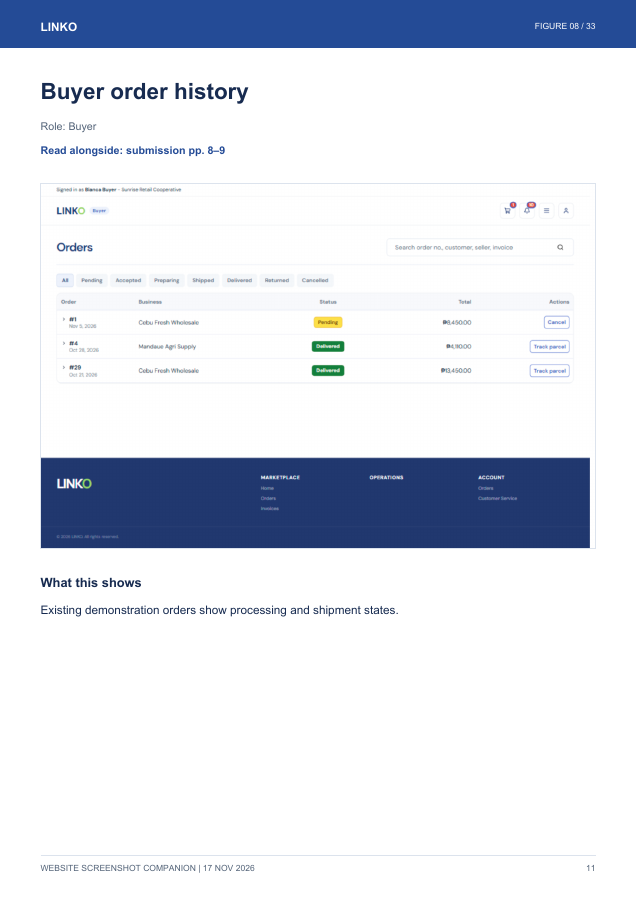 LINKO
FIGURE 08 / 33
Buyer order history
Role: Buyer
Read alongside: submission pp. 8–9
Signed in as Bianca Buyer - Sunrise Retail Cooperative
LINKO Buyer
Orders
Search order no., customer, seller, invoice
All Pending Accepted Preparing Shipped Delivered Returned Cancelled
Order Business Status Total Actions
#1 Cebu Fresh Wholesale Pending ₱8,450.00 Cancel
Nov 5, 2026
#4 Mandaue Agri Supply Delivered ₱4,190.00 Track parcel
#29 Cebu Fresh Wholesale Delivered ₱13,450.00 Track parcel
Oct 21, 2026
LINKO
MARKETPLACE OPERATIONS ACCOUNT
Home Orders
Orders Customer Service
Invoices
© 2026 LINKO. All rights reserved.
What this shows
Existing demonstration orders show processing and shipment states.
WEBSITE SCREENSHOT COMPANION | 17 NOV 2026
11